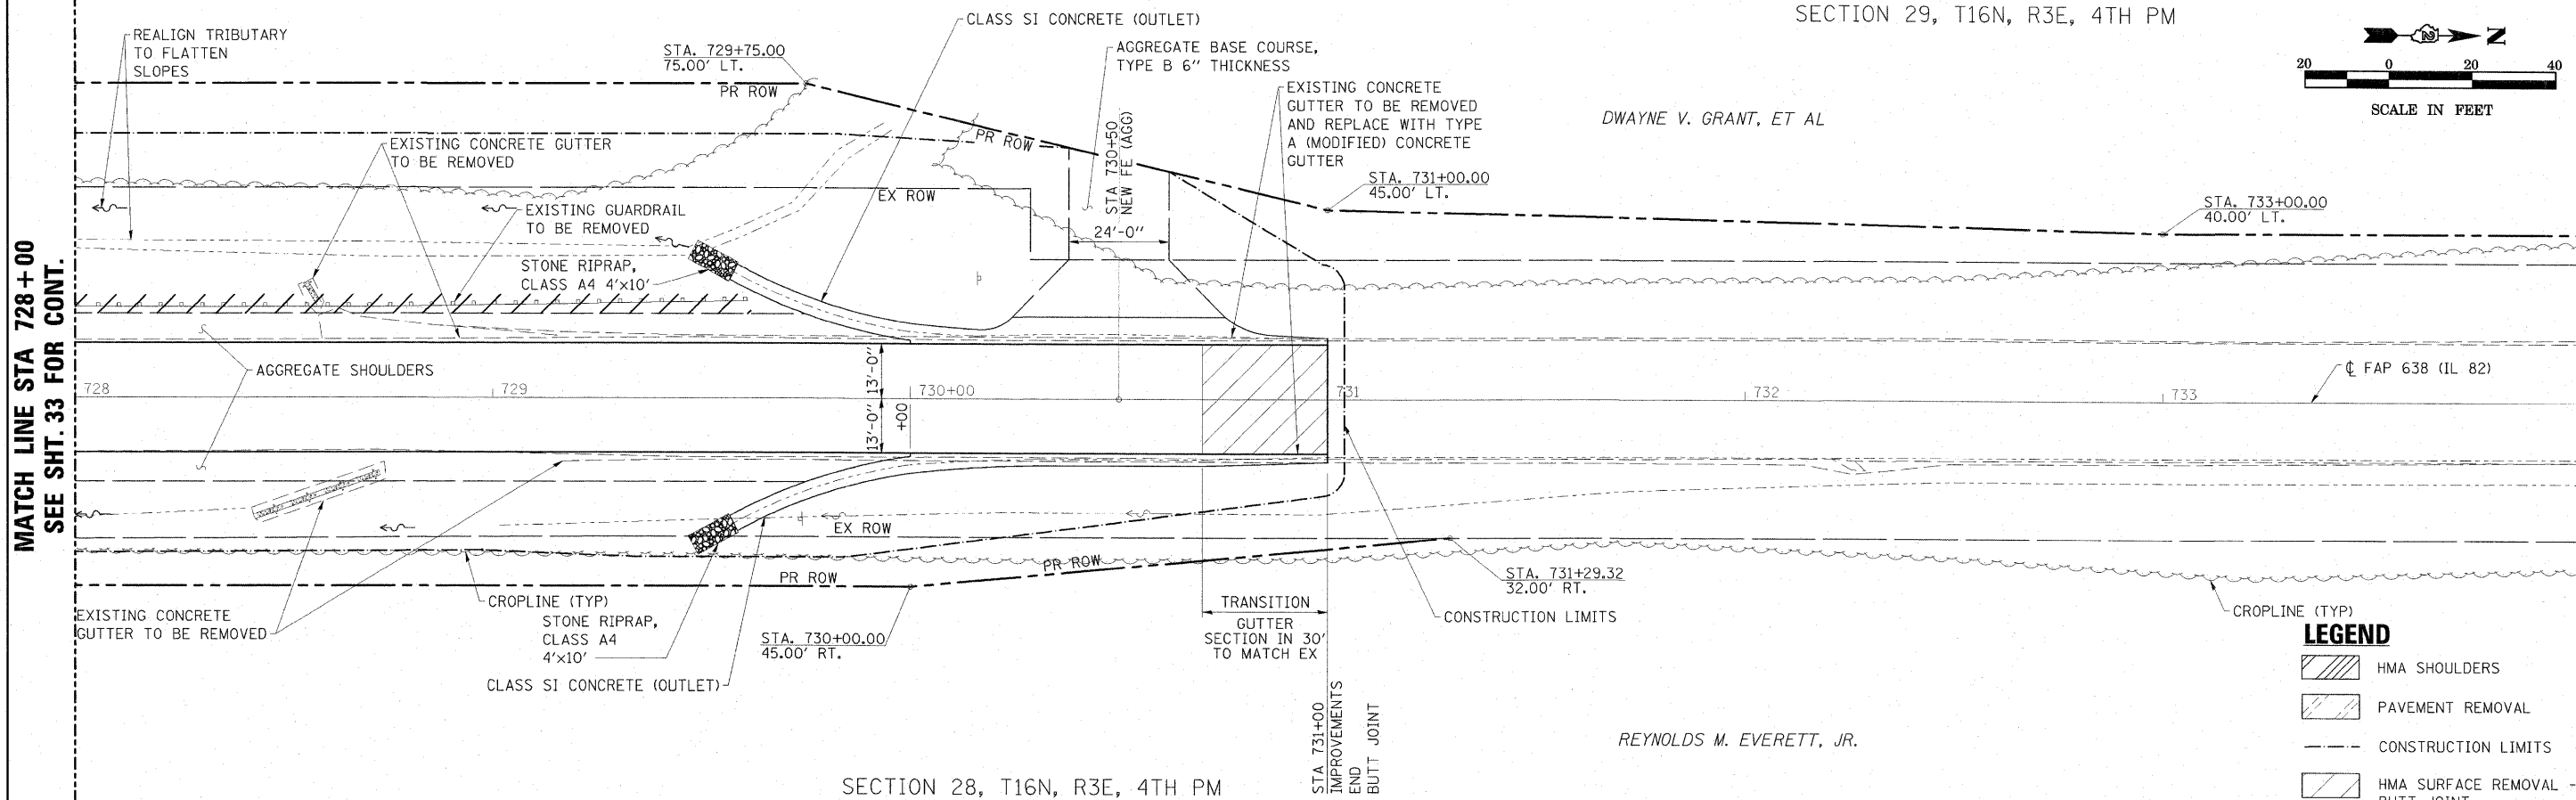 MATCH LINE STA 728+00
SEE SHT. 33 FOR CONT.
REALIGN TRIBUTARY
TO FLATTEN
SLOPES
STA. 729+75.00
75.00' LT.
PR ROW
CLASS SI CONCRETE (OUTLET)
AGGREGATE BASE COURSE,
TYPE B 6" THICKNESS
EXISTING CONCRETE
GUTTER TO BE REMOVED
AND REPLACE WITH TYPE
A (MODIFIED) CONCRETE
GUTTER
SECTION 29, T16N, R3E, 4TH PM
N
20 0 20 40
SCALE IN FEET
DWAYNE V. GRANT, ET AL
EXISTING CONCRETE GUTTER
TO BE REMOVED
PR ROW
STA 730+50
NEW FE (AGG)
EX ROW
STA. 731+00.00
45.00' LT.
STA. 733+00.00
40.00' LT.
EXISTING GUARDRAIL
TO BE REMOVED
24'-0"
STONE RIPRAP,
CLASS A4 4'x10'
AGGREGATE SHOULDERS
13'-0"
13'-0"
+00
728
729
730+00
731
732
733
℄ FAP 638 (IL 82)
EX ROW
PR ROW
PR ROW
EXISTING CONCRETE
GUTTER TO BE REMOVED
CROPLINE (TYP)
STONE RIPRAP,
CLASS A4
4'x10'
STA. 730+00.00
45.00' RT.
CLASS SI CONCRETE (OUTLET)
TRANSITION
GUTTER
SECTION IN 30'
TO MATCH EX
STA. 731+29.32
32.00' RT.
CONSTRUCTION LIMITS
STA 731+00
IMPROVEMENTS
END
BUTT JOINT
CROPLINE (TYP)
REYNOLDS M. EVERETT, JR.
SECTION 28, T16N, R3E, 4TH PM
LEGEND
HMA SHOULDERS
PAVEMENT REMOVAL
CONSTRUCTION LIMITS
HMA SURFACE REMOVAL -
BUTT JOINT